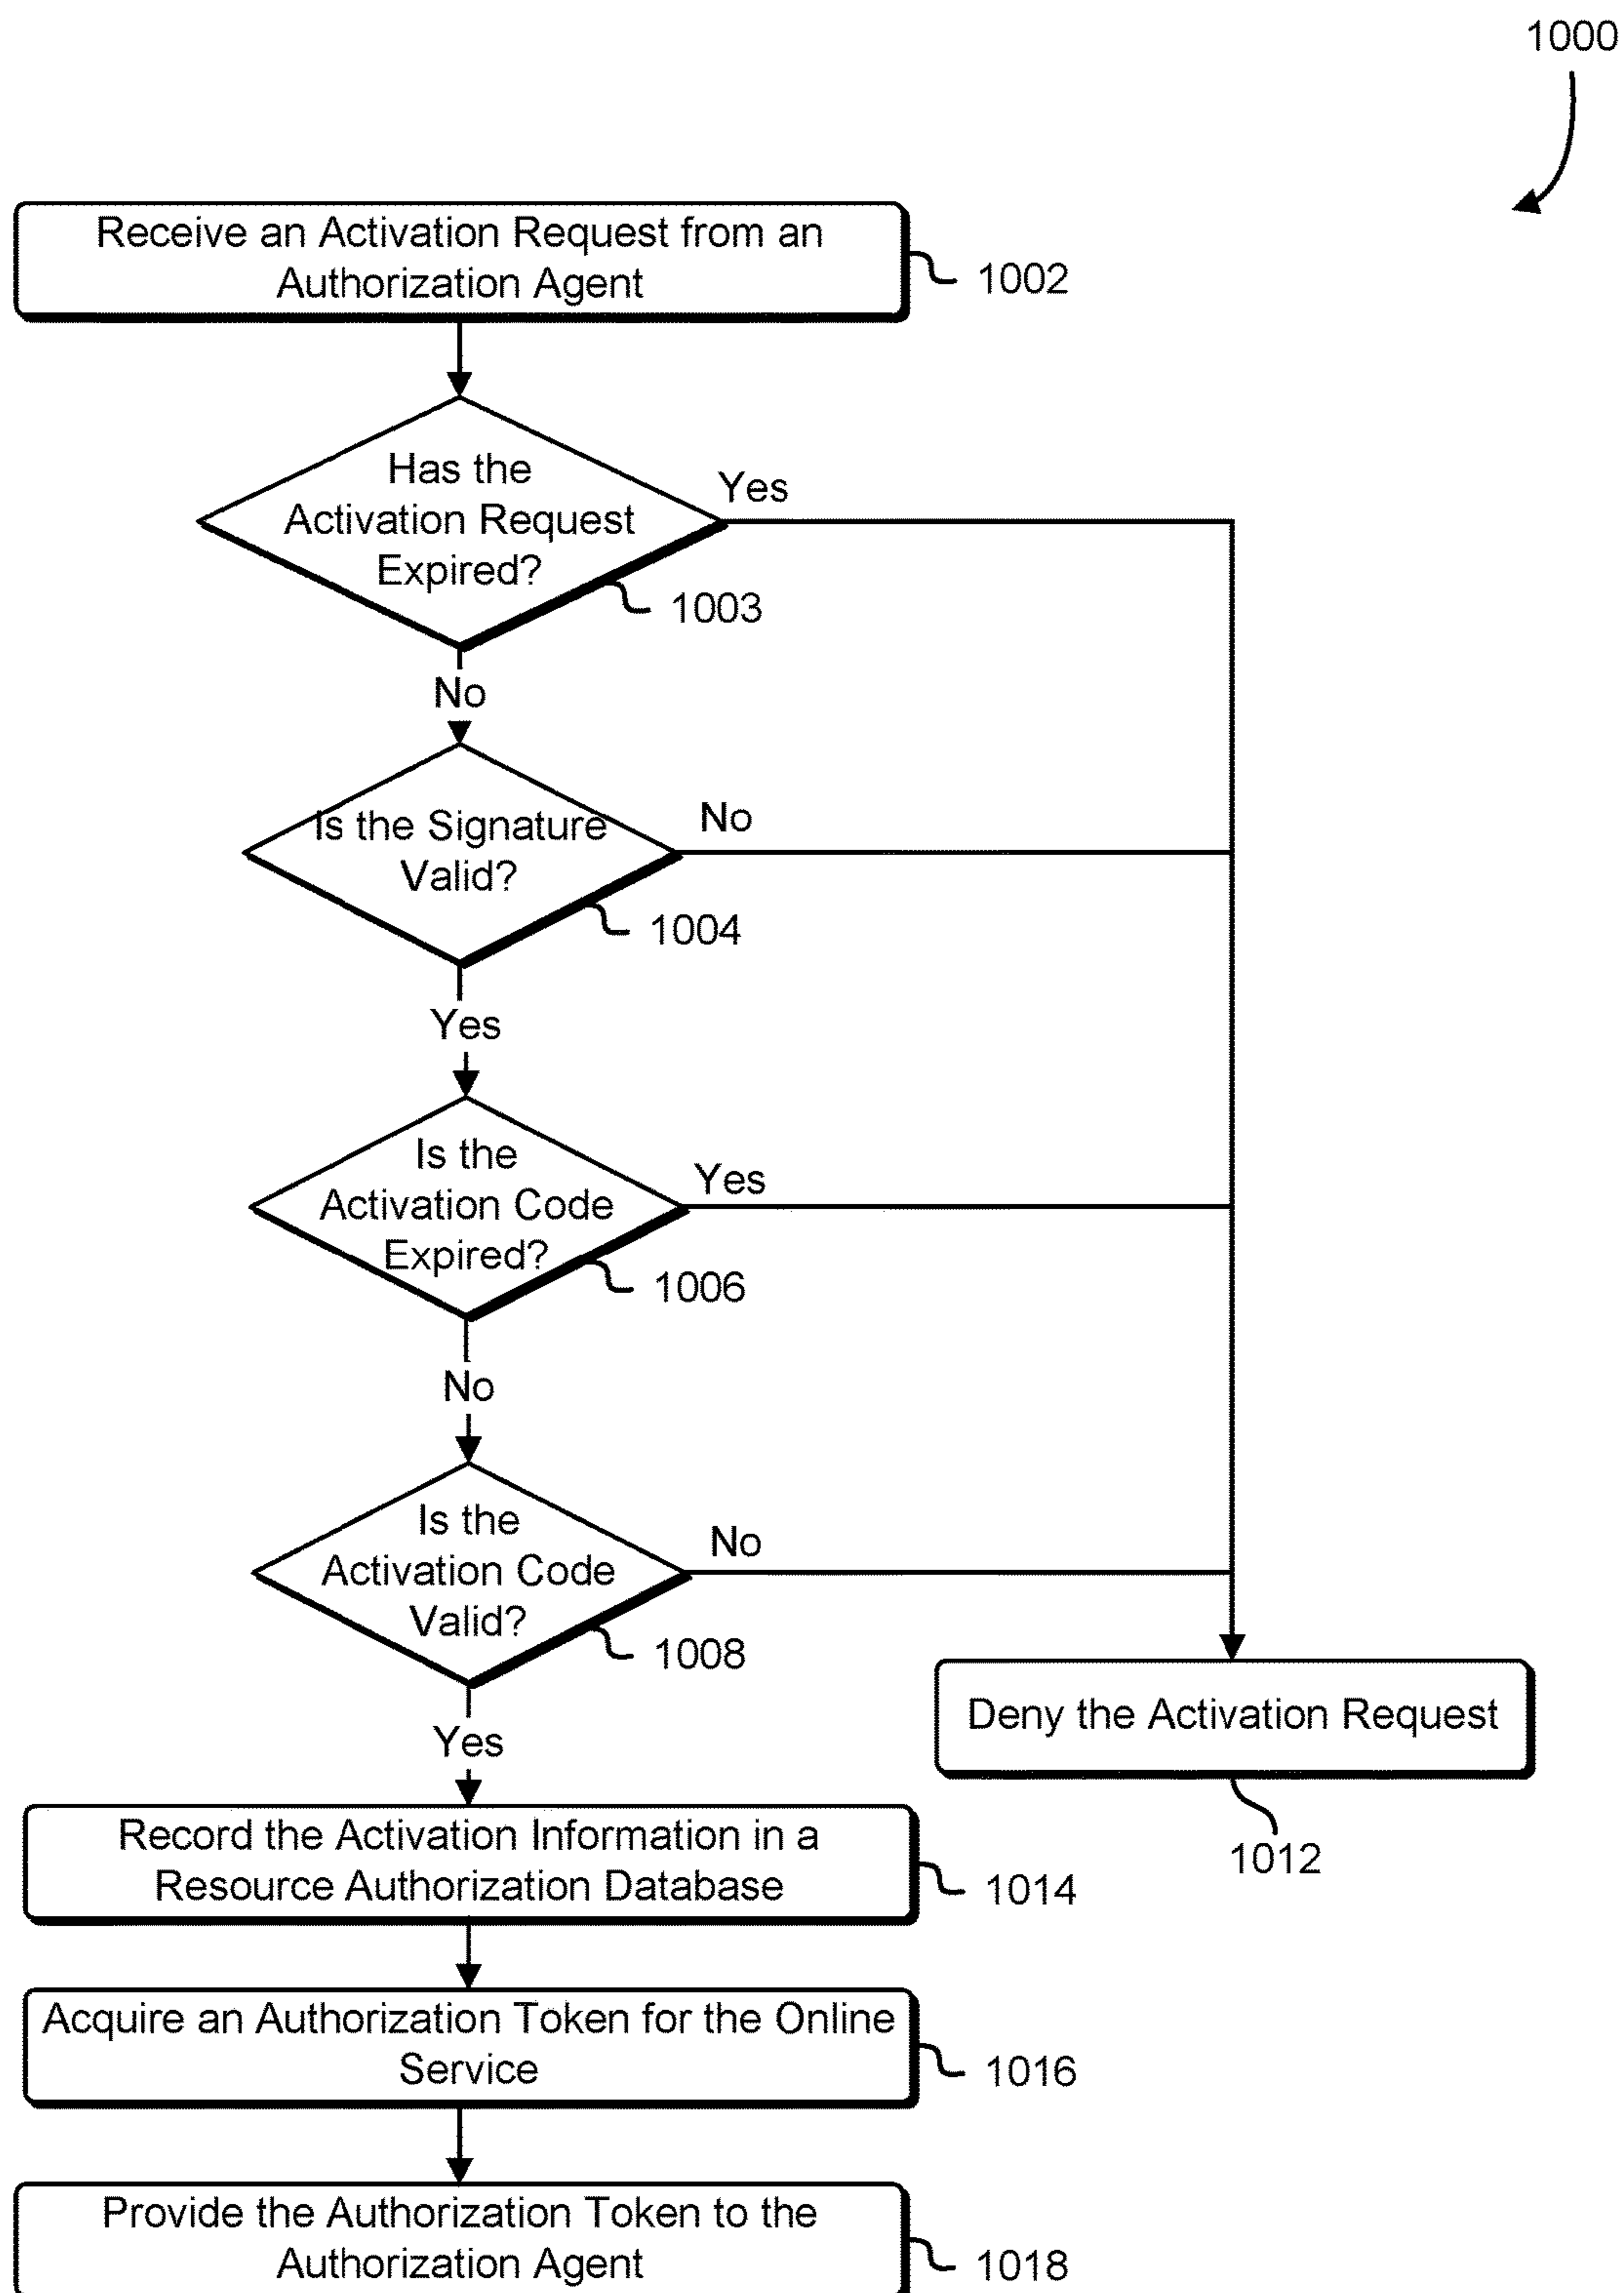 1000
Receive an Activation Request from an
Authorization Agent
1002
Has the
Activation Request
Expired?
Yes
1003
No
Is the Signature
Valid?
No
1004
Yes
Is the
Activation Code
Expired?
Yes
1006
No
Is the
Activation Code
Valid?
No
1008
Yes
Deny the Activation Request
1012
Record the Activation Information in a
Resource Authorization Database
1014
Acquire an Authorization Token for the Online
Service
1016
Provide the Authorization Token to the
Authorization Agent
1018